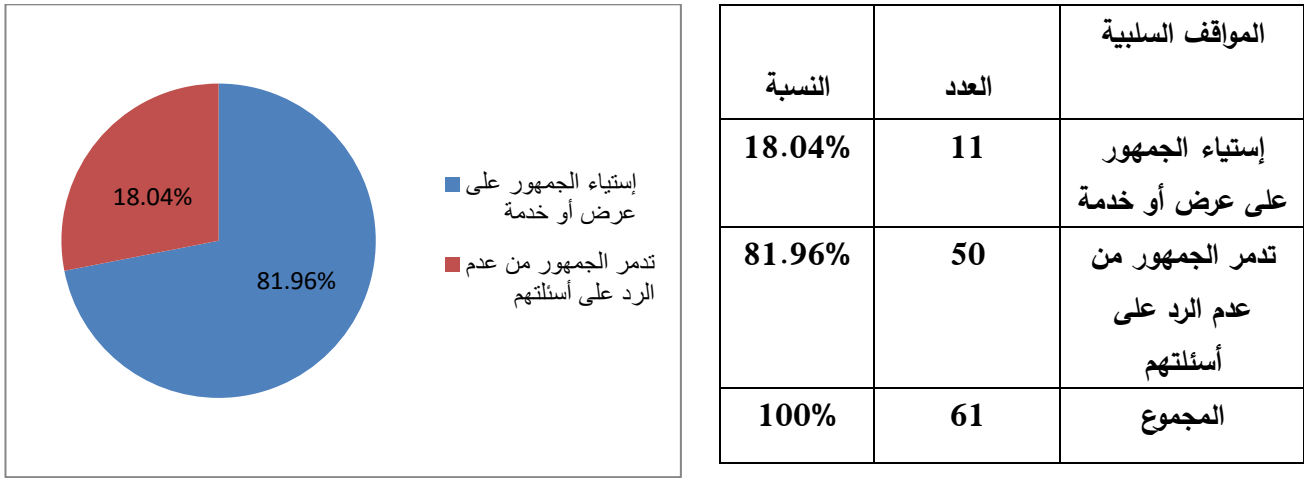 المواقف السلبية
العدد
النسبة
إستياء الجمهور
على عرض أو خدمة
11
18.04%
تدمر الجمهور من
عدم الرد على
أسئلتهم
50
81.96%
المجموع
61
100%
18.04%
81.96%
إستياء الجمهور على
عرض أو خدمة
تدمر الجمهور من عدم
الرد على أسئلتهم